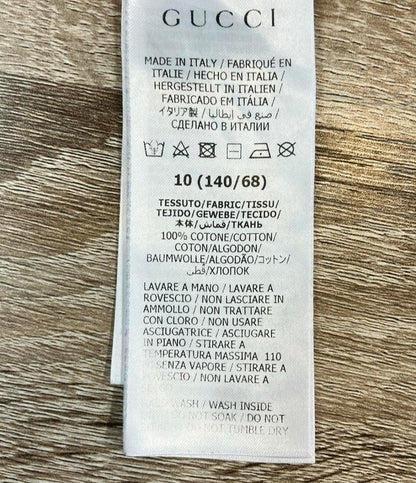 GUCCI
MADE IN ITALY / FABRIQUÉ EN
ITALIE / HECHO EN ITALIA /
HERGESTELLT IN ITALIEN /
FABRICADO EM ITÁLIA /
イタリア製 / صنع في إيطاليا /
СДЕЛАНО В ИТАЛИИ
10 (140/68)
TESSUTO/FABRIC/TISSU/
TEJIDO/GEWEBE/TECIDO/
本体/قماش/ТКАНЬ
100% COTONE/COTTON/
COTON/ALGODON/
BAUMWOLLE/ALGODÃO/コットン/
قطن/ХЛОПОК
LAVARE A MANO / LAVARE A
ROVESCIO / NON LASCIARE IN
AMMOLLO / NON TRATTARE
CON CLORO / NON USARE
ASCIUGATRICE / ASCIUGARE
IN PIANO / STIRARE A
TEMPERATURA MASSIMA 110
SENZA VAPORE / STIRARE A
VESCIO / NON LAVARE A
WASH / WASH INSIDE
NOT SOAK / DO NOT
DO NOT TUMBLE DRY